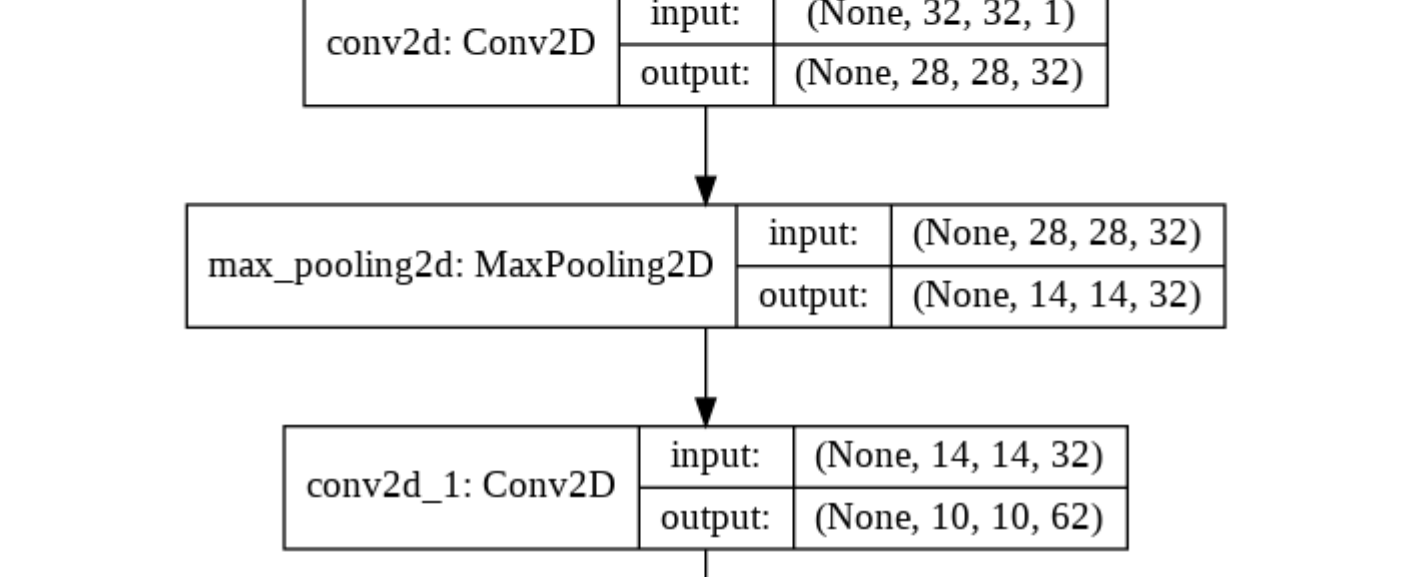 conv2d: Conv2D
input:
(None, 32, 32, 1)
output:
(None, 28, 28, 32)
max_pooling2d: MaxPooling2D
input:
(None, 28, 28, 32)
output:
(None, 14, 14, 32)
conv2d_1: Conv2D
input:
(None, 14, 14, 32)
output:
(None, 10, 10, 62)